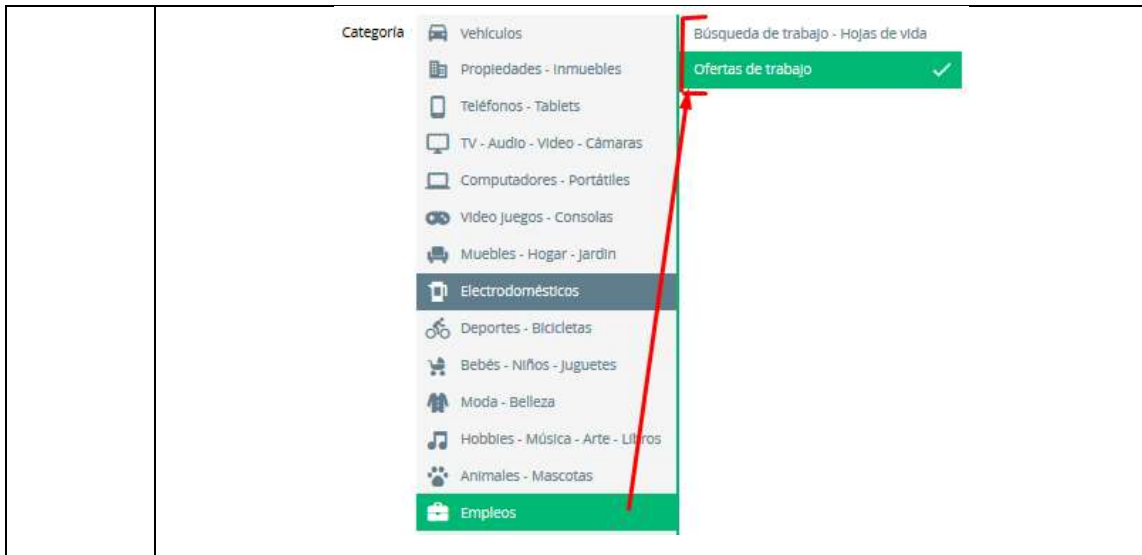 Categoría
Vehículos
Propiedades - Inmuebles
Teléfonos - Tablets
TV - Audio - Video - Cámaras
Computadores - Portátiles
Video juegos - Consolas
Muebles - Hogar - Jardin
Electrodomésticos
Deportes - Bicicletas
Bebés - Niños - Juguetes
Moda - Belleza
Hobbies - Música - Arte - Libros
Animales - Mascotas
Empleos
Búsqueda de trabajo - Hojas de vida
Ofertas de trabajo